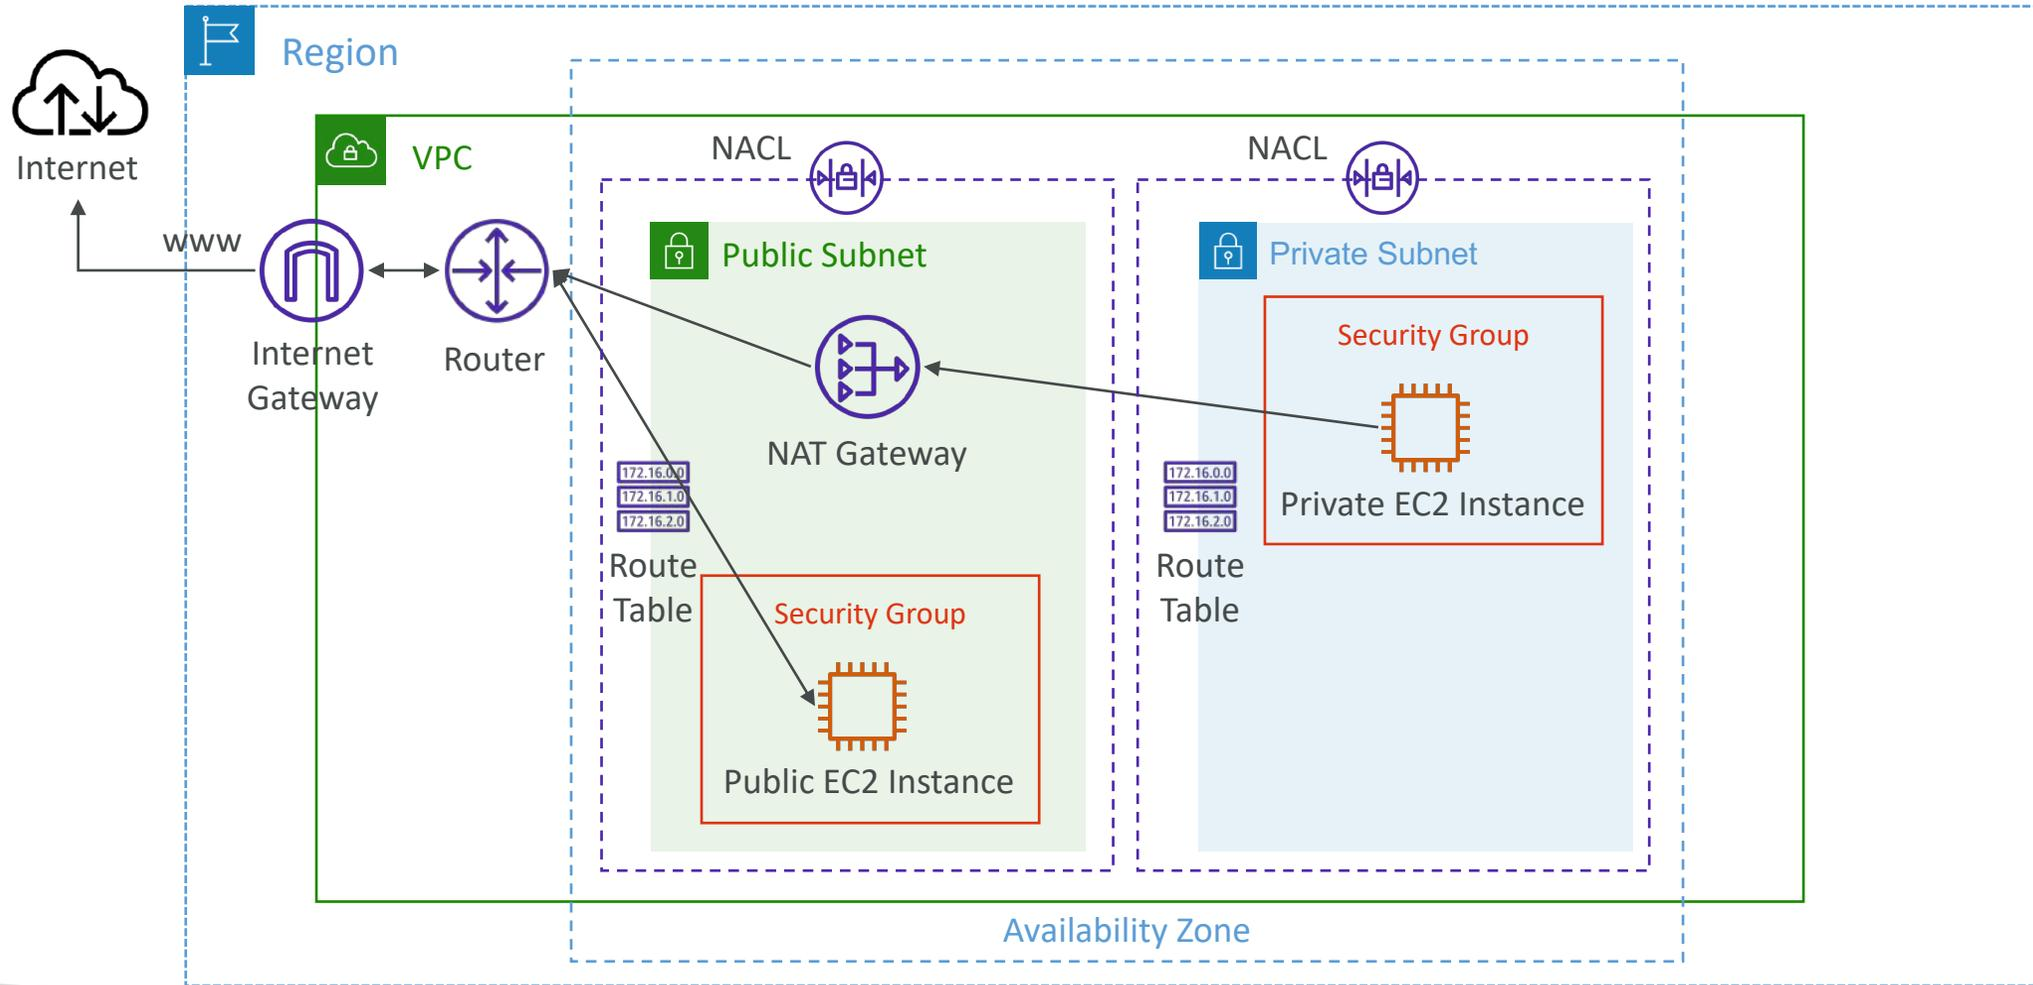 Region
Internet
VPC
NACL
NACL
www
Public Subnet
Private Subnet
Security Group
Internet
Gateway
Router
NAT Gateway
172.16.0.0
172.16.1.0
172.16.2.0
172.16.0.0
172.16.1.0
172.16.2.0
Private EC2 Instance
Route
Table
Route
Table
Security Group
Public EC2 Instance
Availability Zone